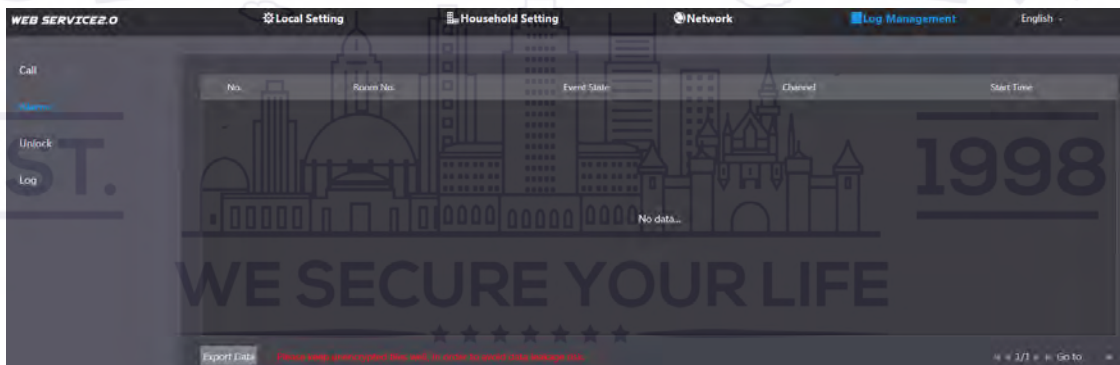 WEB SERVICE2.0
Local Setting
Household Setting
Network
Log Management
English
Call
No.
Room No.
Event State
Channel
Start Time
Unlock
Log
EST.
1998
No data...
WE SECURE YOUR LIFE
Export Data
1/1
Go to